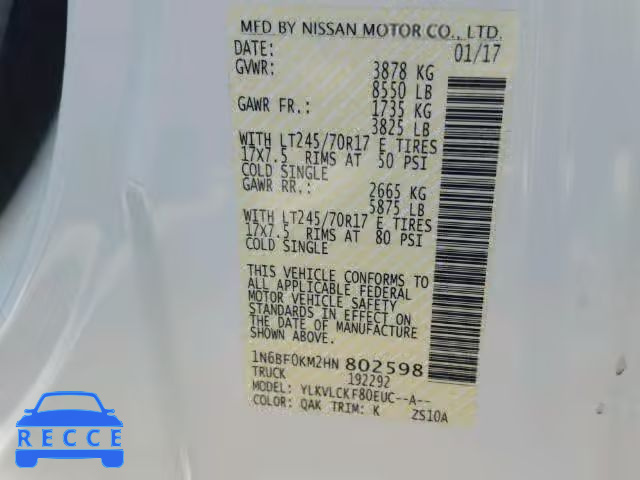 MFD BY NISSAN MOTOR CO., LTD.
DATE: 01/17
GVWR: 3878 KG
8550 LB
GAWR FR.: 1735 KG
3825 LB
WITH LT245/70R17 E TIRES
17X7.5 RIMS AT 50 PSI
COLD SINGLE
GAWR RR.: 2665 KG
5875 LB
WITH LT245/70R17 E TIRES
17X7.5 RIMS AT 80 PSI
COLD SINGLE
THIS VEHICLE CONFORMS TO
ALL APPLICABLE FEDERAL
MOTOR VEHICLE SAFETY
STANDARDS IN EFFECT ON
THE DATE OF MANUFACTURE
SHOWN ABOVE.
1N6BF0KM2HN 802598
TRUCK 192292
MODEL: YLKVLCKF80EUC--A--
COLOR: QAK TRIM: K ZS10A
RECCE